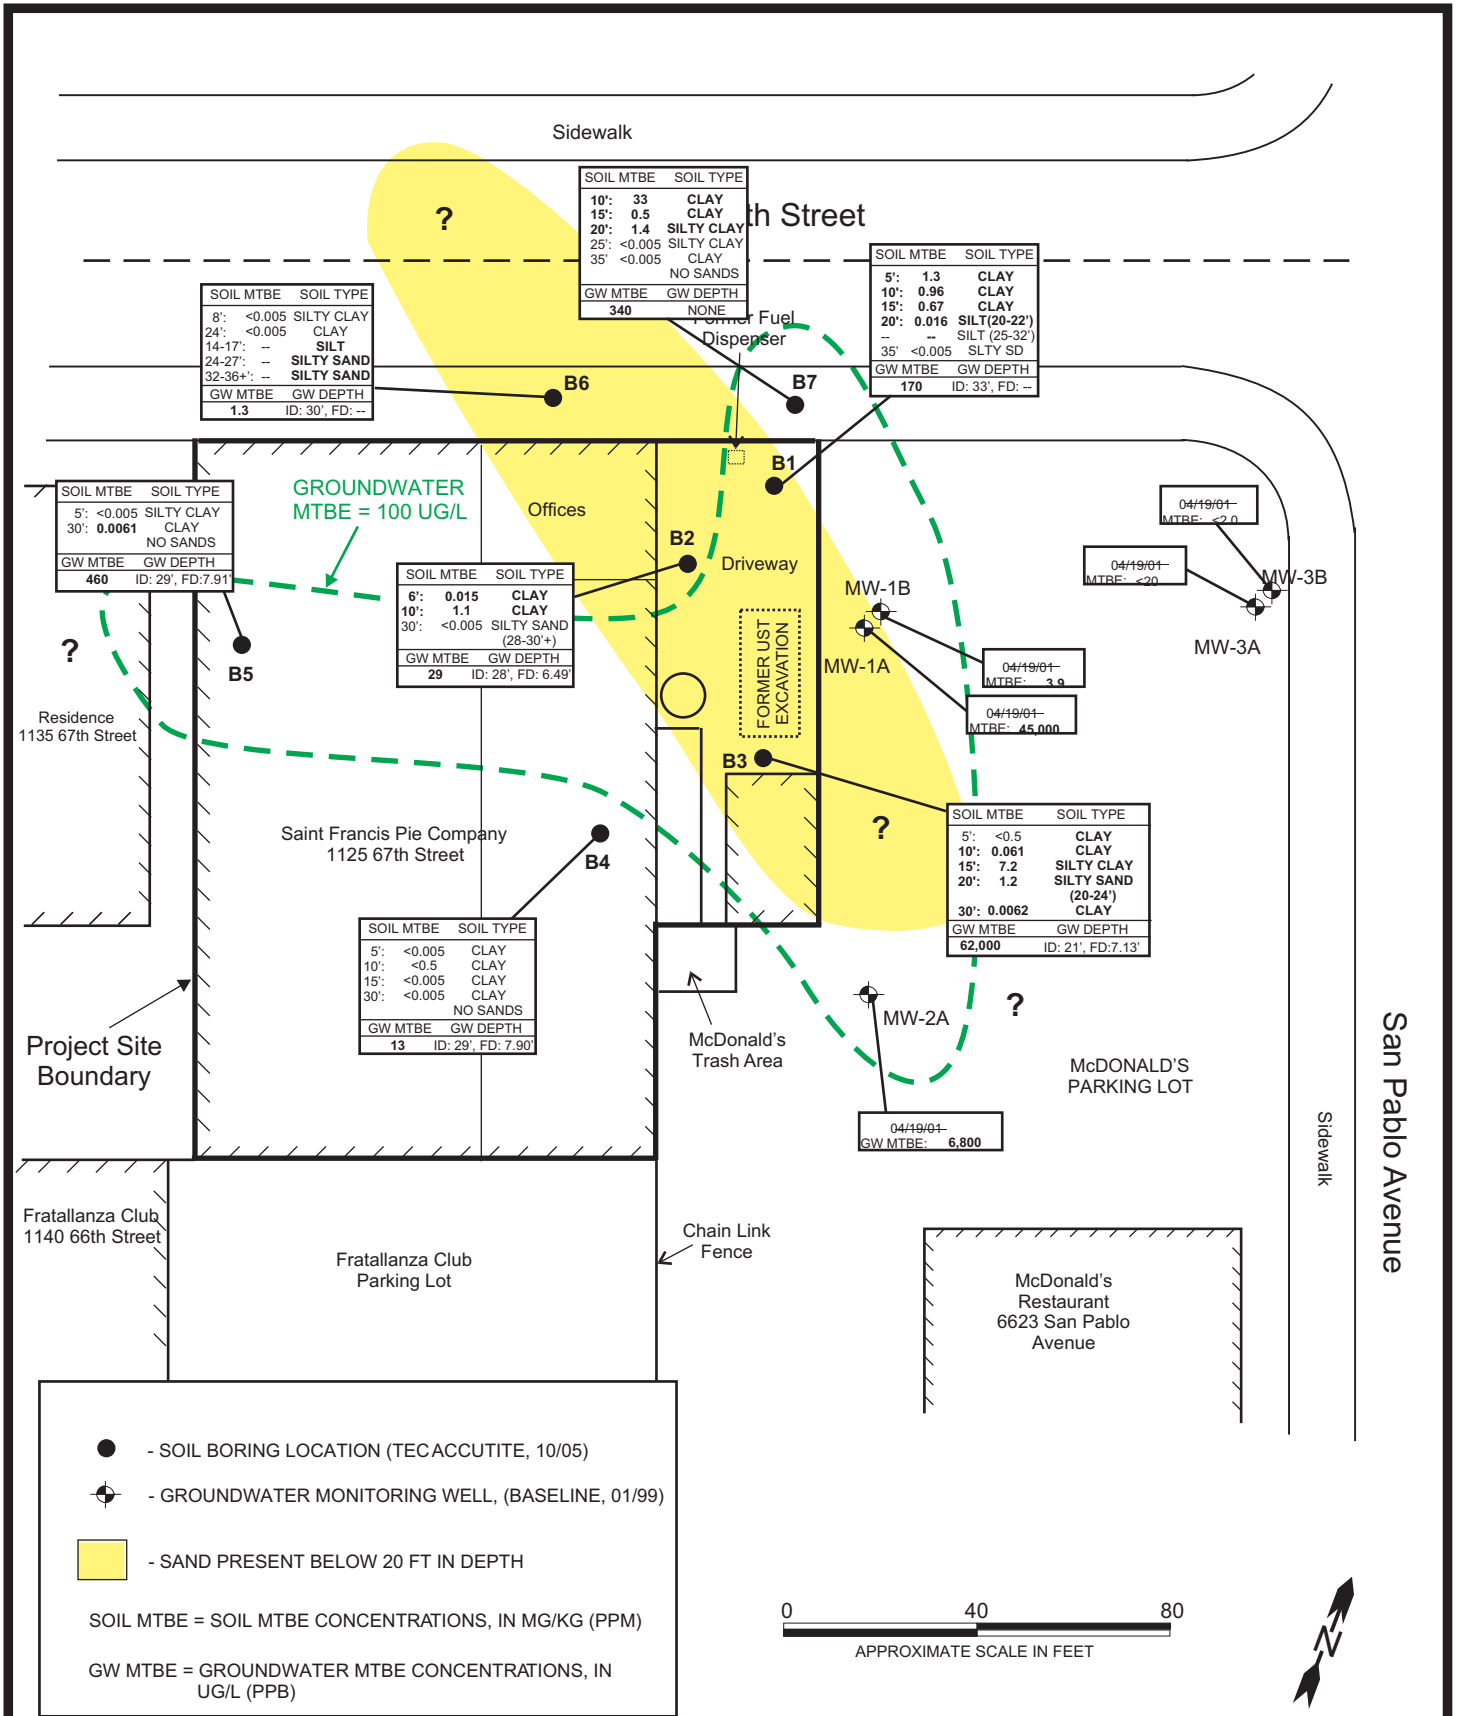 Sidewalk
?
th Street
SOIL MTBE SOIL TYPE
10': 33 CLAY
15': 0.5 CLAY
20': 1.4 SILTY CLAY
25': <0.005 SILTY CLAY
35' <0.005 CLAY
NO SANDS
GW MTBE GW DEPTH
340 NONE
SOIL MTBE SOIL TYPE
5': 1.3 CLAY
10': 0.96 CLAY
15': 0.67 CLAY
20': 0.016 SILT(20-22')
-- -- SILT (25-32')
35' <0.005 SLTY SD
GW MTBE GW DEPTH
170 ID: 33', FD: --
SOIL MTBE SOIL TYPE
8': <0.005 SILTY CLAY
24': <0.005 CLAY
14-17': -- SILT
24-27': -- SILTY SAND
32-36+': -- SILTY SAND
GW MTBE GW DEPTH
1.3 ID: 30', FD: --
Former Fuel
Dispenser
B6
B7
B1
SOIL MTBE SOIL TYPE
5': <0.005 SILTY CLAY
30': 0.0061 CLAY
NO SANDS
GW MTBE GW DEPTH
460 ID: 29', FD:7.91'
GROUNDWATER
MTBE = 100 UG/L
Offices
B2
Driveway
SOIL MTBE SOIL TYPE
6': 0.015 CLAY
10': 1.1 CLAY
30': <0.005 SILTY SAND
(28-30'+)
GW MTBE GW DEPTH
29 ID: 28', FD: 6.49'
04/19/01
MTBE: <2.0
04/19/01
MTBE: <20
MW-3B
MW-3A
MW-1B
MW-1A
04/19/01
MTBE: 3.9
04/19/01
MTBE: 45,000
FORMER UST
EXCAVATION
?
B5
Residence
1135 67th Street
B3
?
SOIL MTBE SOIL TYPE
5': <0.5 CLAY
10': 0.061 CLAY
15': 7.2 SILTY CLAY
20': 1.2 SILTY SAND
(20-24')
30': 0.0062 CLAY
GW MTBE GW DEPTH
62,000 ID: 21', FD:7.13'
Saint Francis Pie Company
1125 67th Street
B4
SOIL MTBE SOIL TYPE
5': <0.005 CLAY
10': <0.5 CLAY
15': <0.005 CLAY
30': <0.005 CLAY
NO SANDS
GW MTBE GW DEPTH
13 ID: 29', FD: 7.90'
Project Site
Boundary
McDonald's
Trash Area
MW-2A
?
McDONALD'S
PARKING LOT
04/19/01
GW MTBE: 6,800
San Pablo Avenue
Sidewalk
Fratallanza Club
1140 66th Street
Fratallanza Club
Parking Lot
Chain Link
Fence
McDonald's
Restaurant
6623 San Pablo
Avenue
- SOIL BORING LOCATION (TEC ACCUTITE, 10/05)
- GROUNDWATER MONITORING WELL, (BASELINE, 01/99)
- SAND PRESENT BELOW 20 FT IN DEPTH
SOIL MTBE = SOIL MTBE CONCENTRATIONS, IN MG/KG (PPM)
GW MTBE = GROUNDWATER MTBE CONCENTRATIONS, IN
UG/L (PPB)
0 40 80
APPROXIMATE SCALE IN FEET
N